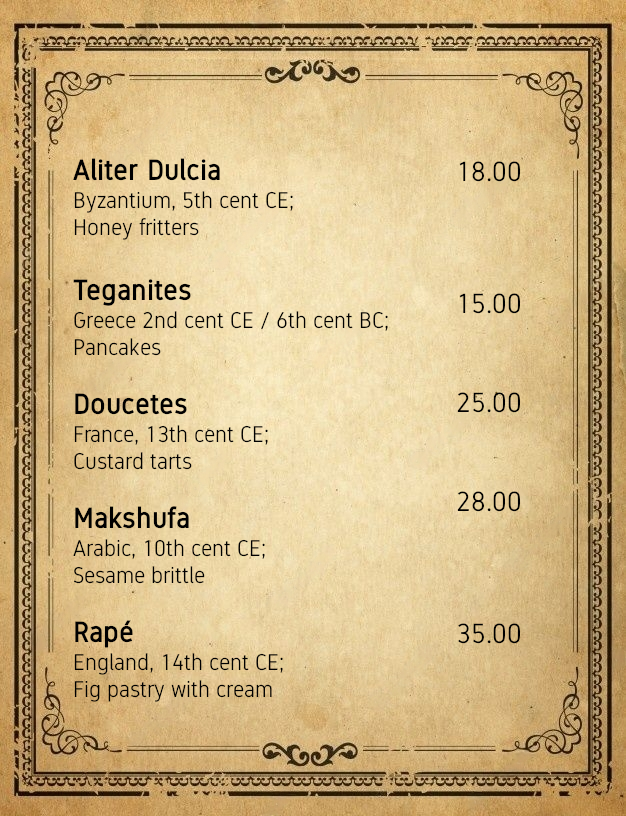 Aliter Dulcia 18.00
Byzantium, 5th cent CE;
Honey fritters
Teganites 15.00
Greece 2nd cent CE / 6th cent BC;
Pancakes
Doucetes 25.00
France, 13th cent CE;
Custard tarts
Makshufa 28.00
Arabic, 10th cent CE;
Sesame brittle
Rapé 35.00
England, 14th cent CE;
Fig pastry with cream